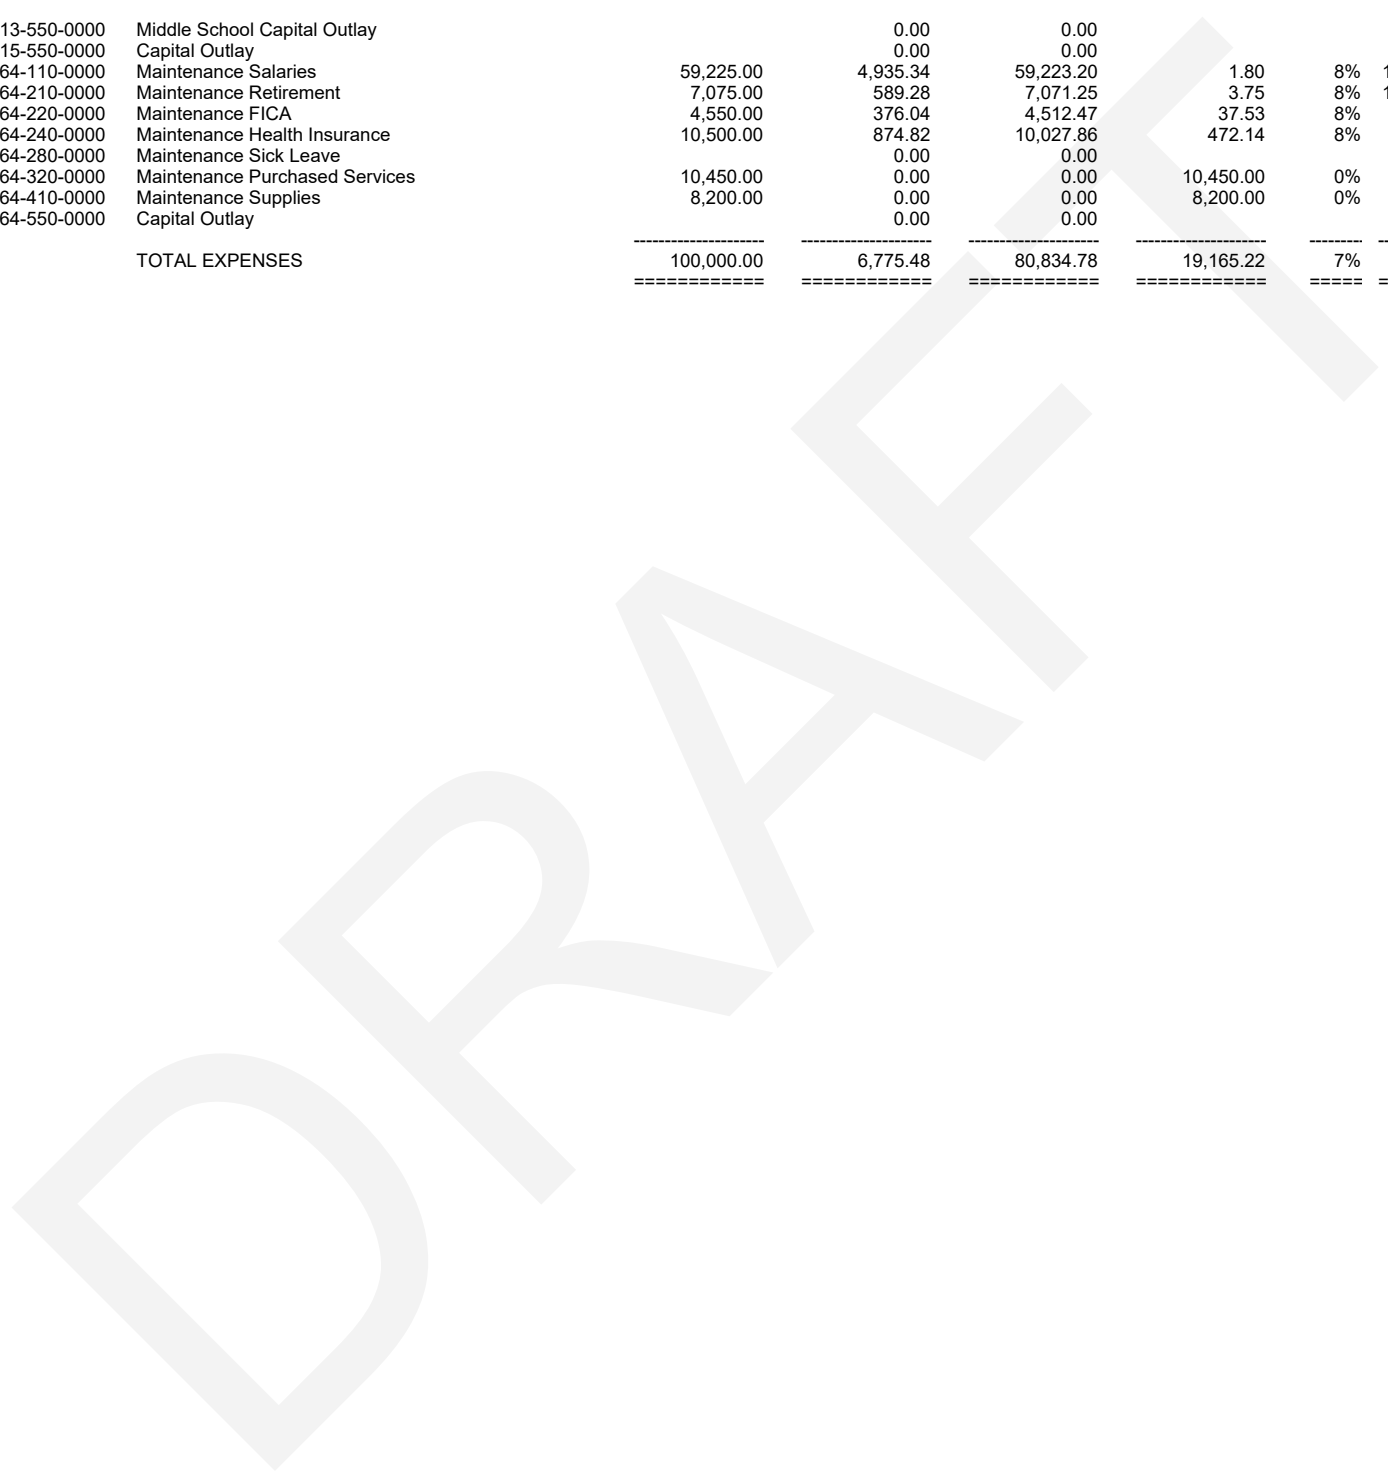 13-550-0000 Middle School Capital Outlay 0.00 0.00
15-550-0000 Capital Outlay 0.00 0.00
64-110-0000 Maintenance Salaries 59,225.00 4,935.34 59,223.20 1.80 8% 1
64-210-0000 Maintenance Retirement 7,075.00 589.28 7,071.25 3.75 8% 1
64-220-0000 Maintenance FICA 4,550.00 376.04 4,512.47 37.53 8%
64-240-0000 Maintenance Health Insurance 10,500.00 874.82 10,027.86 472.14 8%
64-280-0000 Maintenance Sick Leave 0.00 0.00
64-320-0000 Maintenance Purchased Services 10,450.00 0.00 0.00 10,450.00 0%
64-410-0000 Maintenance Supplies 8,200.00 0.00 0.00 8,200.00 0%
64-550-0000 Capital Outlay 0.00 0.00
--------------------- --------------------- --------------------- --------------------- -------- --
TOTAL EXPENSES 100,000.00 6,775.48 80,834.78 19,165.22 7%
============ ============ ============ ============ ===== =
DRAFT